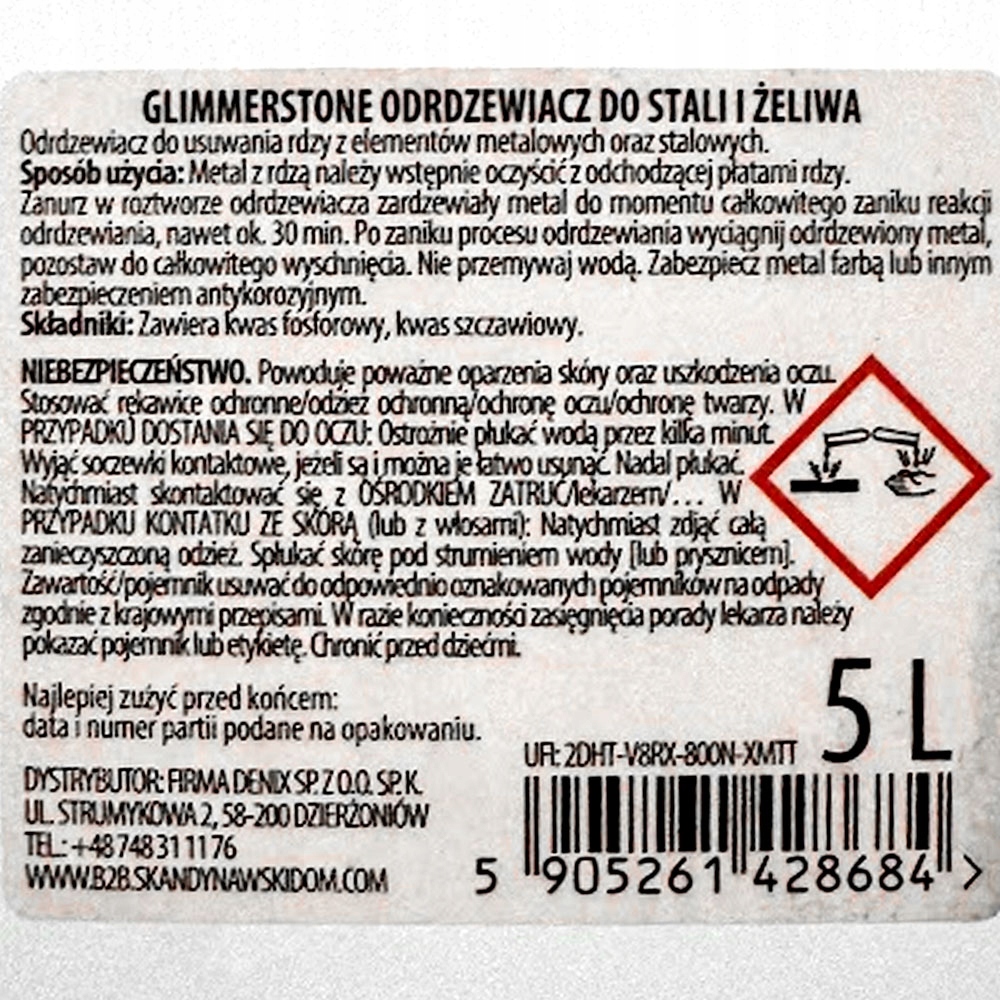 GLIMMERSTONE ODRDZEWIACZ DO STALI I ŻELIWA
Odrdzewiacz do usuwania rdzy z elementów metalowych oraz stalowych.
Sposób użycia: Metal z rdzą należy wstępnie oczyścić z odchodzącej płatami rdzy.
Zanurz w roztworze odrdzewiacza zardzewiały metal do momentu całkowitego zaniku reakcji
odrdzewiania, nawet ok. 30 min. Po zaniku procesu odrdzewiania wyciągnij odrdzewiony metal,
pozostaw do całkowitego wyschnięcia. Nie przemywaj wodą. Zabezpiecz metal farbą lub innym
zabezpieczeniem antykorozyjnym.
Składniki: Zawiera kwas fosforowy, kwas szczawiowy.
NIEBEZPIECZEŃSTWO. Powoduje poważne oparzenia skóry oraz uszkodzenia oczu.
Stosować rękawice ochronne/odzież ochronną/ochronę oczu/ochronę twarzy. W
PRZYPADKU DOSTANIA SIĘ DO OCZU: Ostrożnie płukać wodą przez kilka minut.
Wyjąć soczewki kontaktowe, jeżeli są i można je łatwo usunąć. Nadal płukać.
Natychmiast skontaktować się z OŚRODKIEM ZATRUĆ/lekarzem/... W
PRZYPADKU KONTAKTU ZE SKÓRĄ (lub z włosami): Natychmiast zdjąć całą
zanieczyszczoną odzież. Spłukać skórę pod strumieniem wody [lub prysznicem].
Zawartość/pojemnik usuwać do odpowiednio oznakowanych pojemników na odpady
zgodnie z krajowymi przepisami. W razie konieczności zasięgnięcia porady lekarza należy
pokazać pojemnik lub etykietę. Chronić przed dziećmi.
Najlepiej zużyć przed końcem:
data i numer partii podane na opakowaniu.
5 L
UFI: 2DHT-V8RX-800N-XMTT
DYSTRYBUTOR: FIRMA DENIX SP. Z O.O. SP.K.
UL. STRUMYKOWA 2, 58-200 DZIERŻONIÓW
TEL.: +48 748 31 11 76
WWW.B2B.SKANDYNAWSKIDOM.COM
5 905261 428684 >